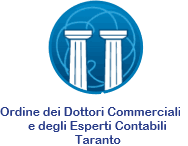 Ordine dei Dottori Commerciali
e degli Esperti Contabili
Taranto